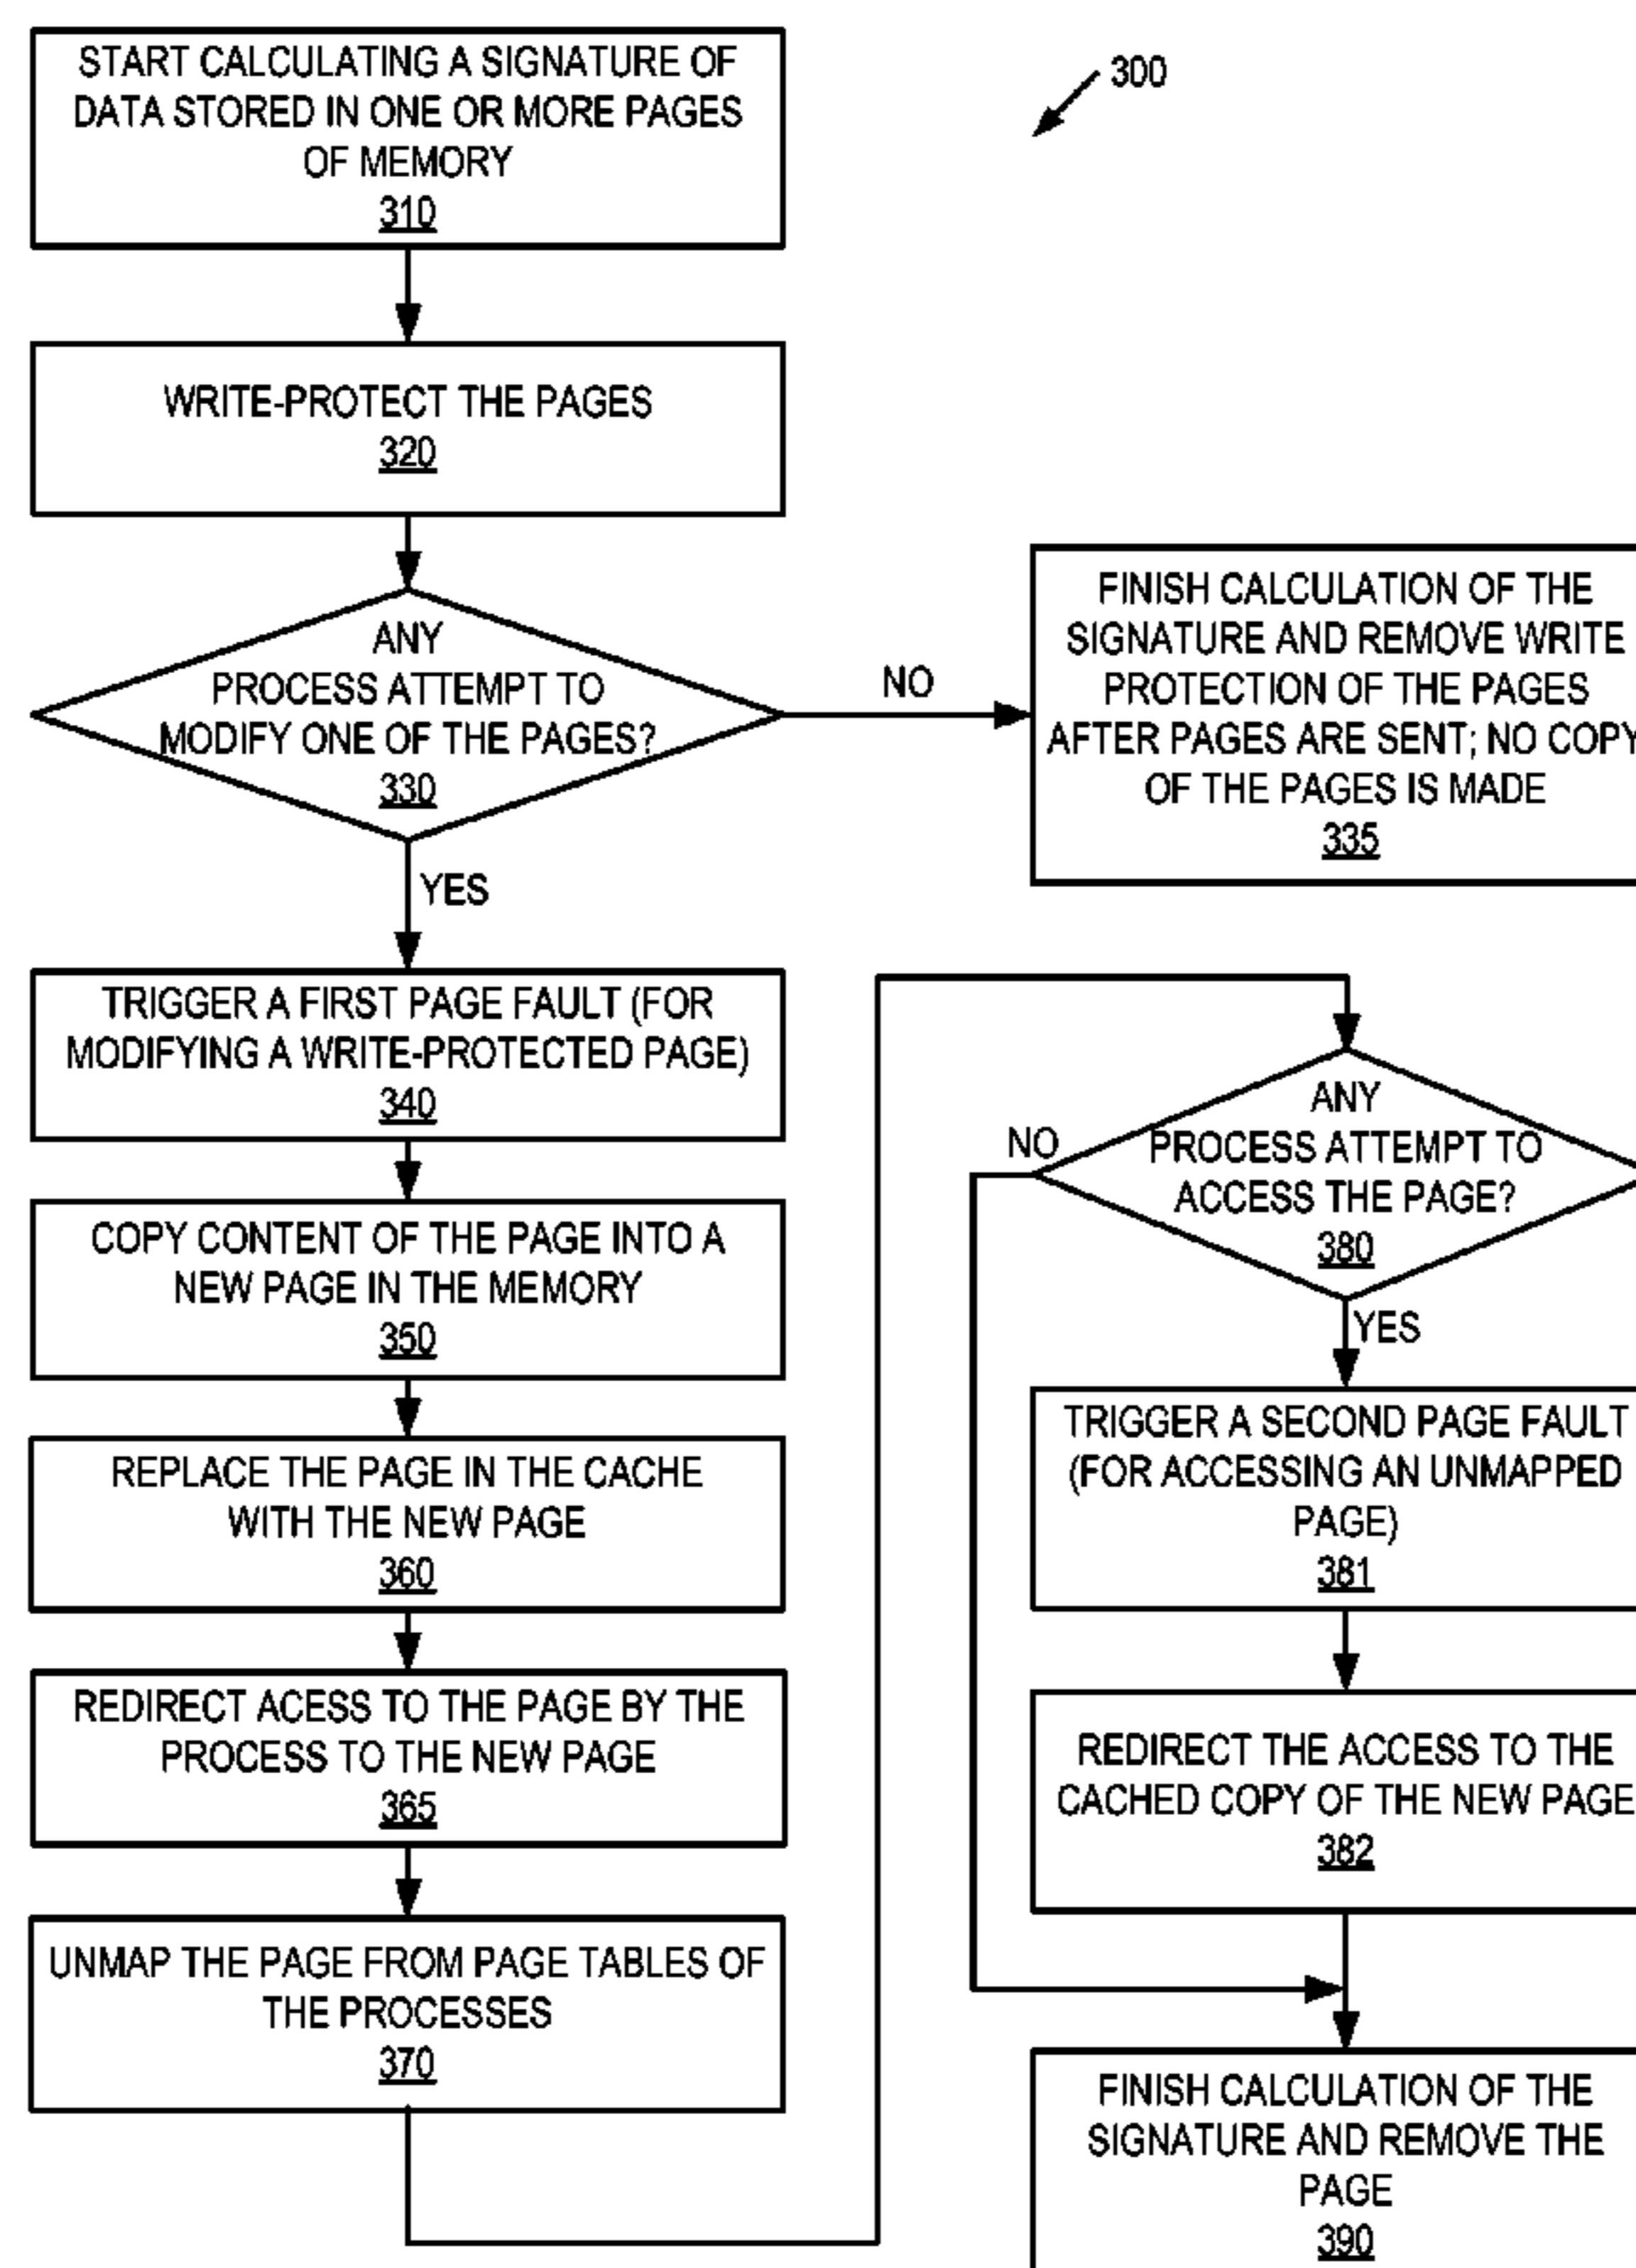 START CALCULATING A SIGNATURE OF
DATA STORED IN ONE OR MORE PAGES
OF MEMORY
310
300
WRITE-PROTECT THE PAGES
320
ANY
PROCESS ATTEMPT TO
MODIFY ONE OF THE PAGES?
330
NO
YES
FINISH CALCULATION OF THE
SIGNATURE AND REMOVE WRITE
PROTECTION OF THE PAGES
AFTER PAGES ARE SENT; NO COPY
OF THE PAGES IS MADE
335
TRIGGER A FIRST PAGE FAULT (FOR
MODIFYING A WRITE-PROTECTED PAGE)
340
COPY CONTENT OF THE PAGE INTO A
NEW PAGE IN THE MEMORY
350
REPLACE THE PAGE IN THE CACHE
WITH THE NEW PAGE
360
REDIRECT ACESS TO THE PAGE BY THE
PROCESS TO THE NEW PAGE
365
UNMAP THE PAGE FROM PAGE TABLES OF
THE PROCESSES
370
ANY
PROCESS ATTEMPT TO
ACCESS THE PAGE?
380
NO
YES
TRIGGER A SECOND PAGE FAULT
(FOR ACCESSING AN UNMAPPED
PAGE)
381
REDIRECT THE ACCESS TO THE
CACHED COPY OF THE NEW PAGE
382
FINISH CALCULATION OF THE
SIGNATURE AND REMOVE THE
PAGE
390